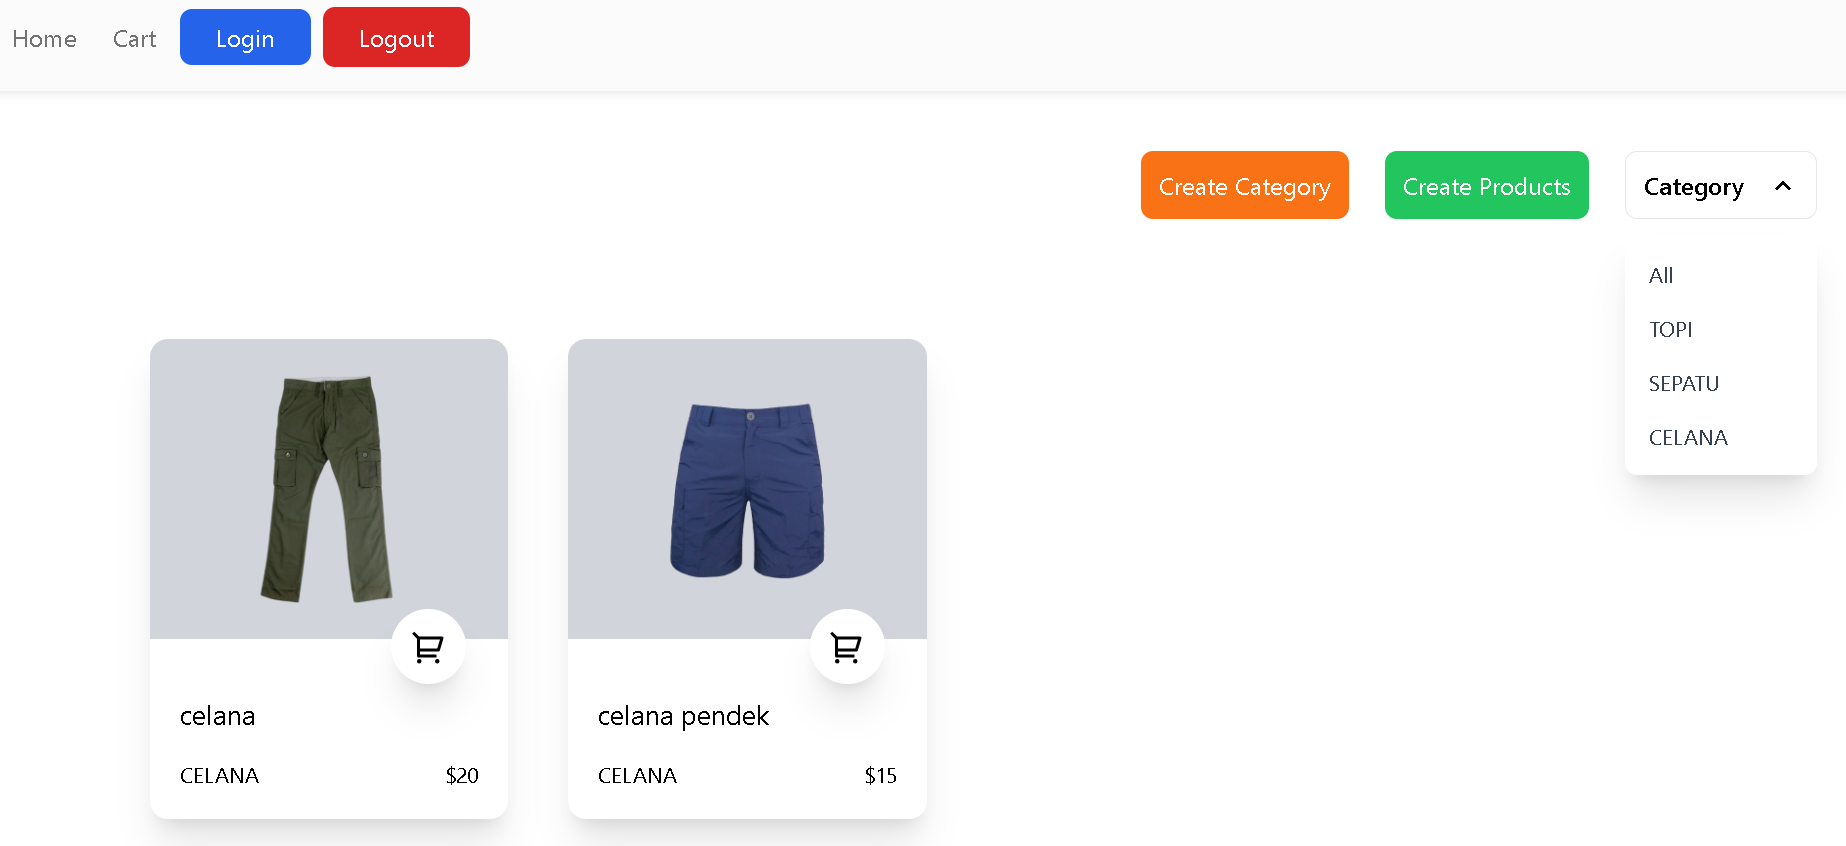 Home Cart Login Logout
Create Category Create Products Category
All
TOPI
SEPATU
CELANA
celana
CELANA $20
celana pendek
CELANA $15